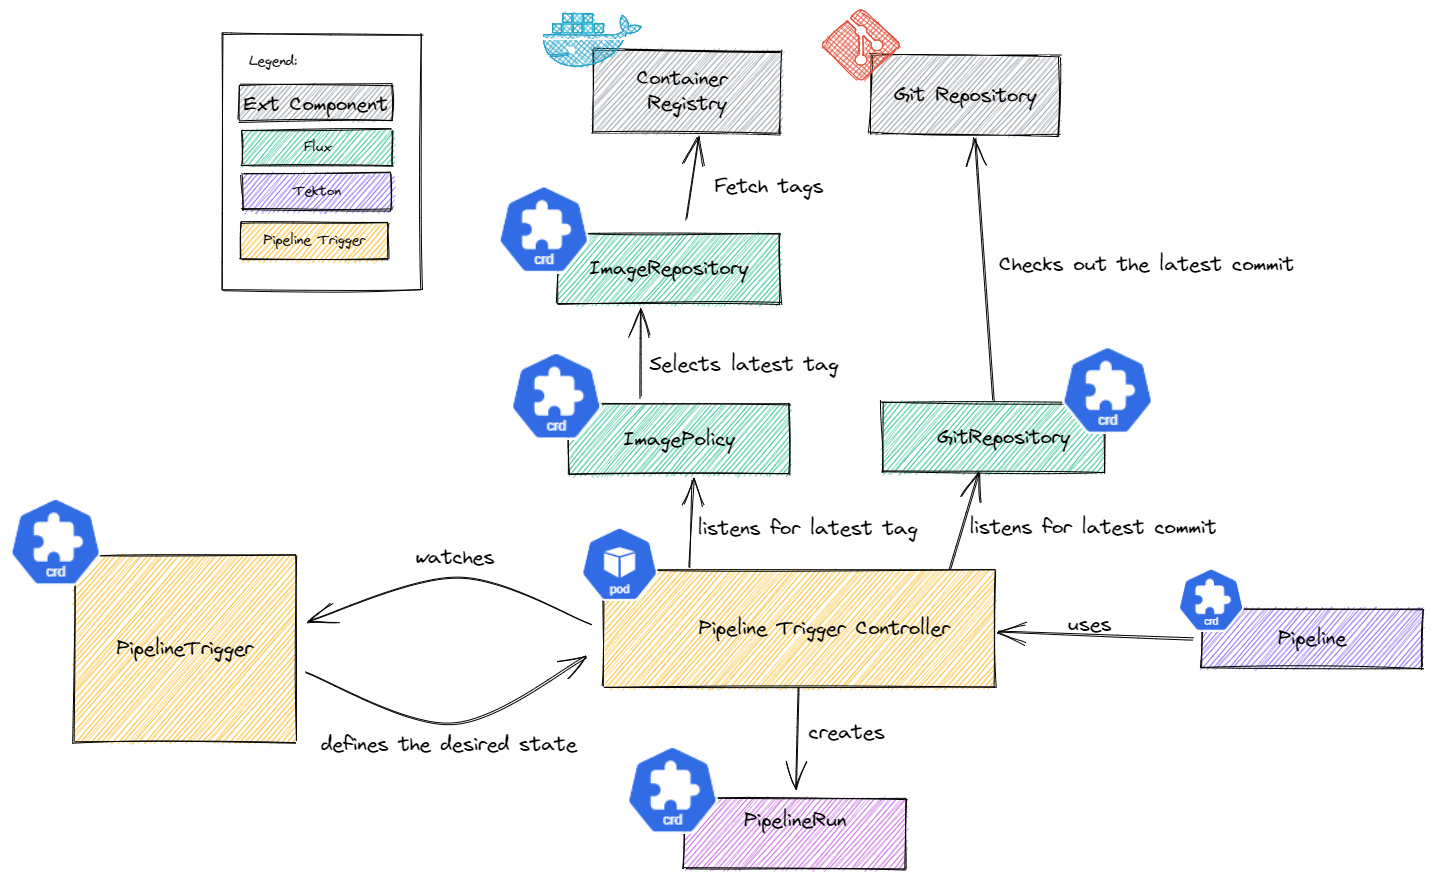 Legend:
Ext Component
Flux
Tekton
Pipeline Trigger
Container
Registry
Git Repository
Fetch tags
crd
ImageRepository
Checks out the latest commit
Selects latest tag
crd
ImagePolicy
crd
GitRepository
listens for latest tag
listens for latest commit
crd
PipelineTrigger
watches
defines the desired state
pod
Pipeline Trigger Controller
uses
crd
Pipeline
creates
crd
PipelineRun